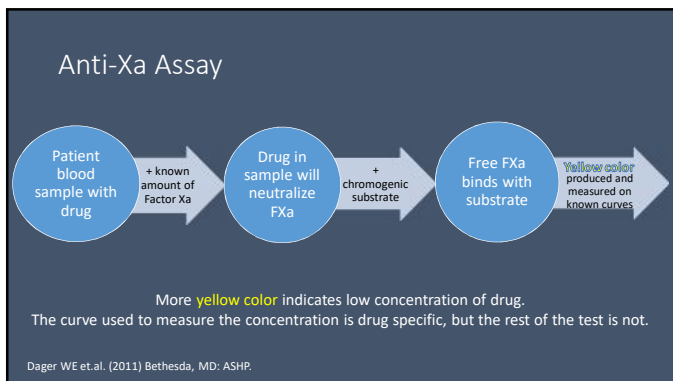 Anti-Xa Assay
Patient
blood
sample with
drug
+ known
amount of
Factor Xa
Drug in
sample will
neutralize
FXa
+
chromogenic
substrate
Free FXa
binds with
substrate
Yellow color
produced and
measured on
known curves
More yellow color indicates low concentration of drug.
The curve used to measure the concentration is drug specific, but the rest of the test is not.
Dager WE et.al. (2011) Bethesda, MD: ASHP.